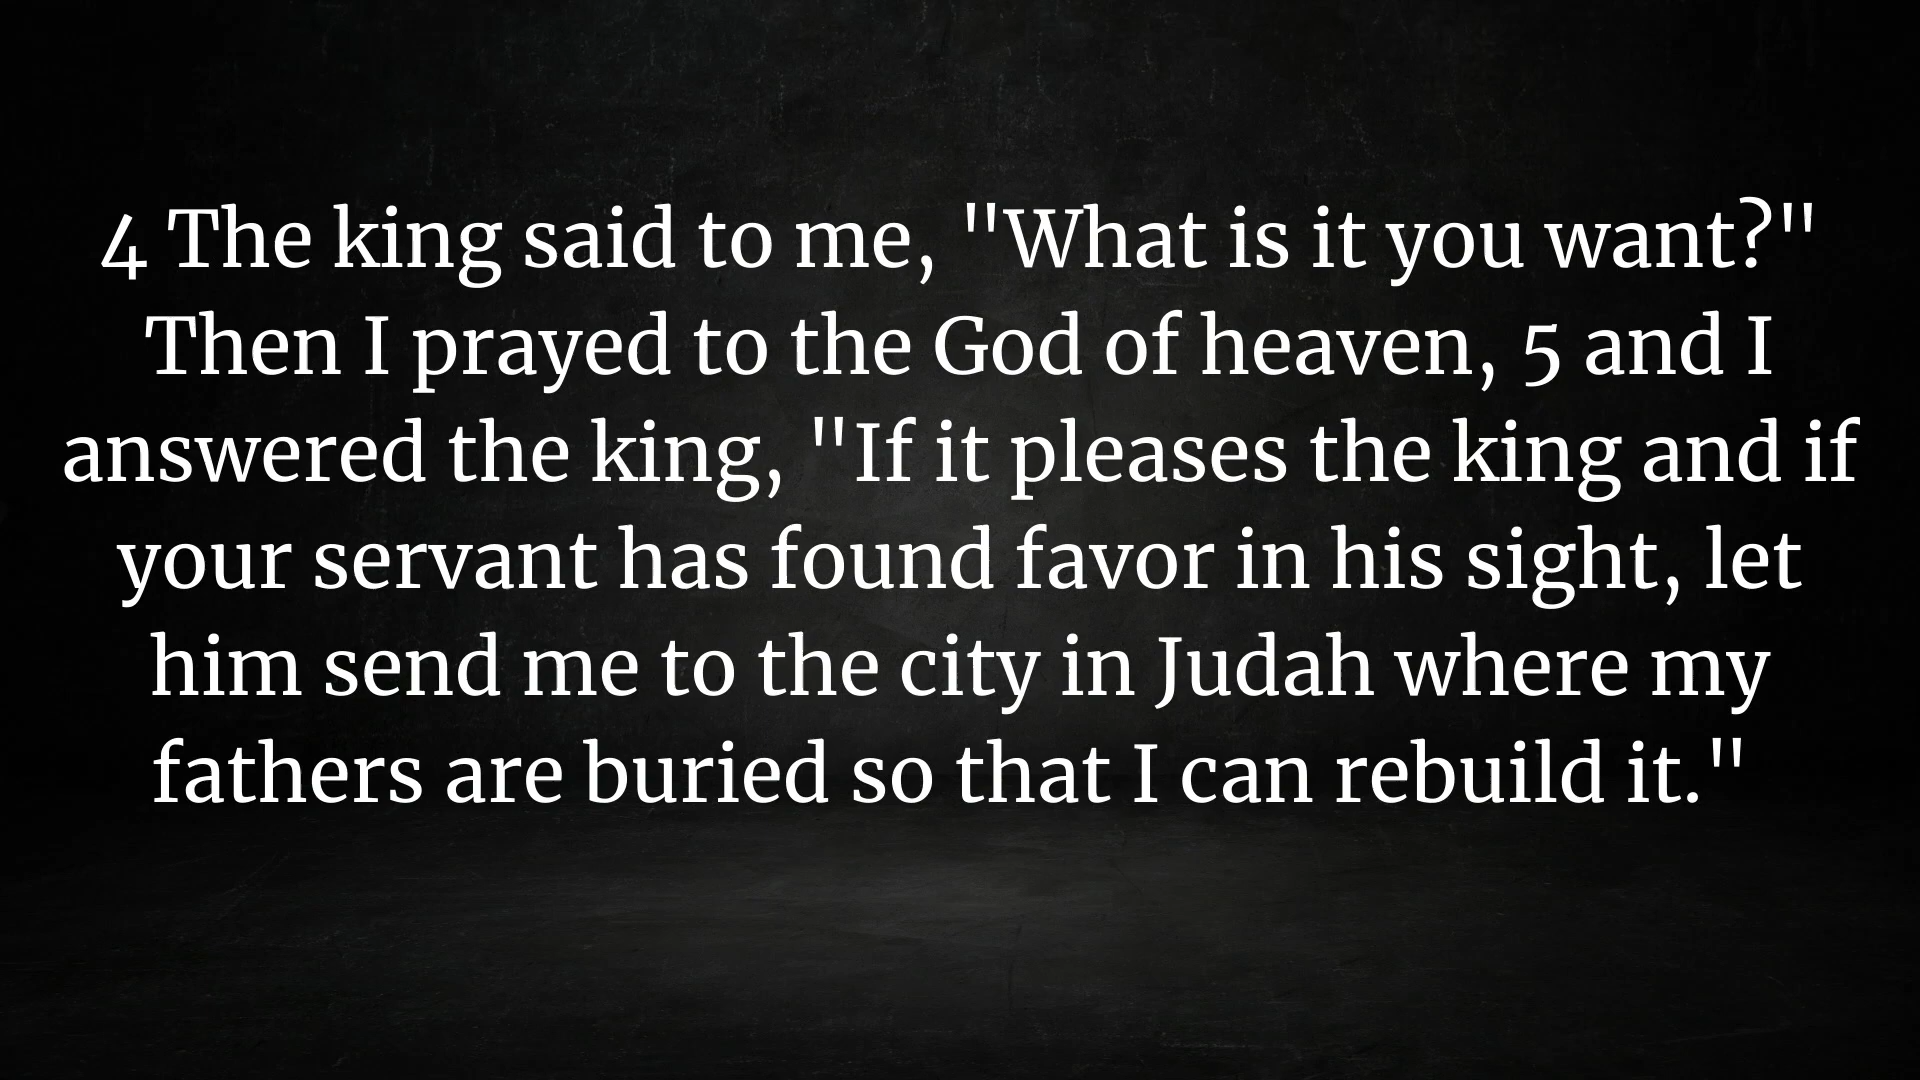 4 The king said to me, "What is it you want?"
Then I prayed to the God of heaven, 5 and I
answered the king, "If it pleases the king and if
your servant has found favor in his sight, let
him send me to the city in Judah where my
fathers are buried so that I can rebuild it."